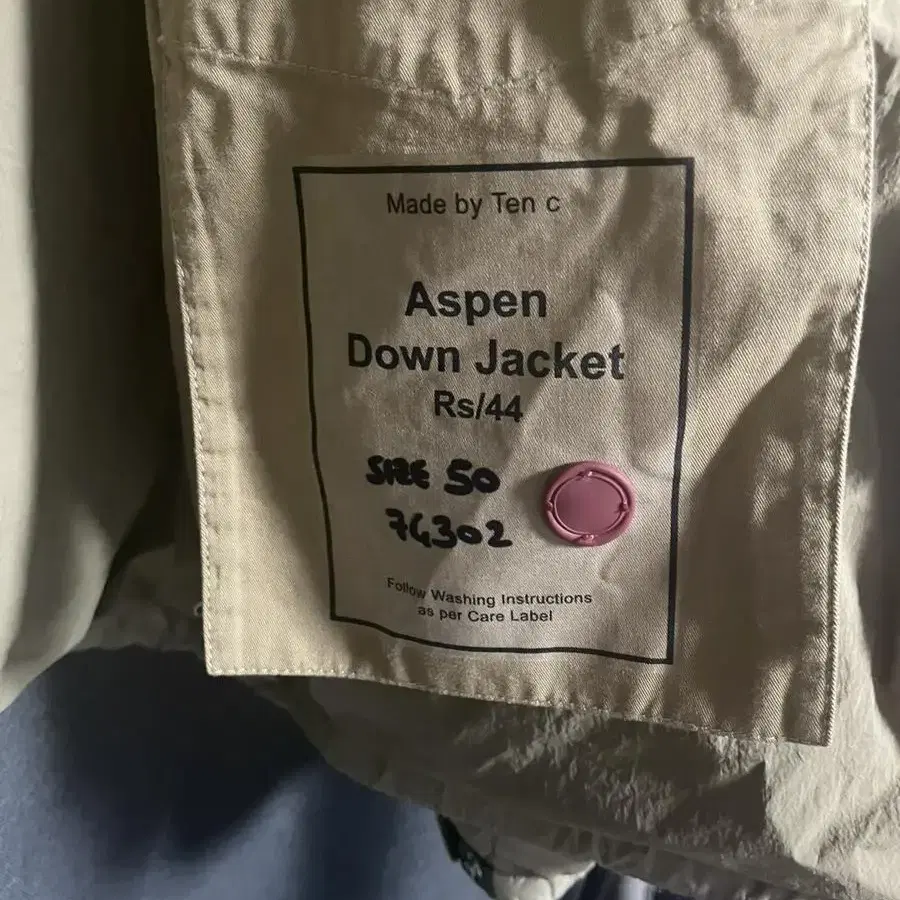 Made by Ten c
Aspen
Down Jacket
Rs/44
SIZE 50
74302
Follow Washing Instructions
as per Care Label